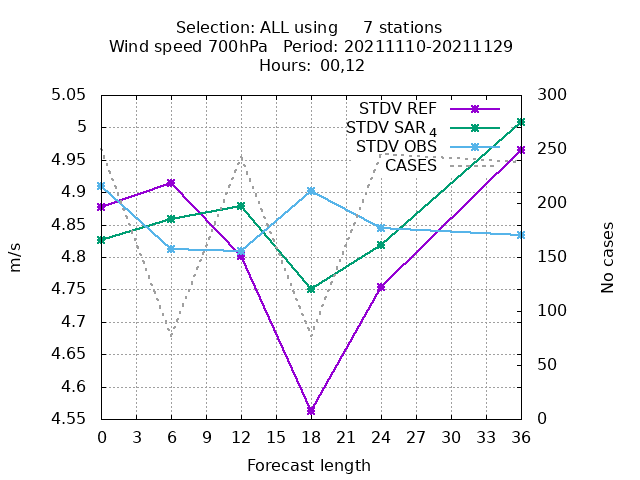 Selection: ALL using     7 stations
Wind speed 700hPa   Period: 20211110-20211129
Hours: 00,12
STDV REF
STDV SAR 4
STDV OBS
CASES
m/s
No cases
5.05
5
4.95
4.9
4.85
4.8
4.75
4.7
4.65
4.6
4.55
300
250
200
150
100
50
0
0 3 6 9 12 15 18 21 24 27 30 33 36
Forecast length